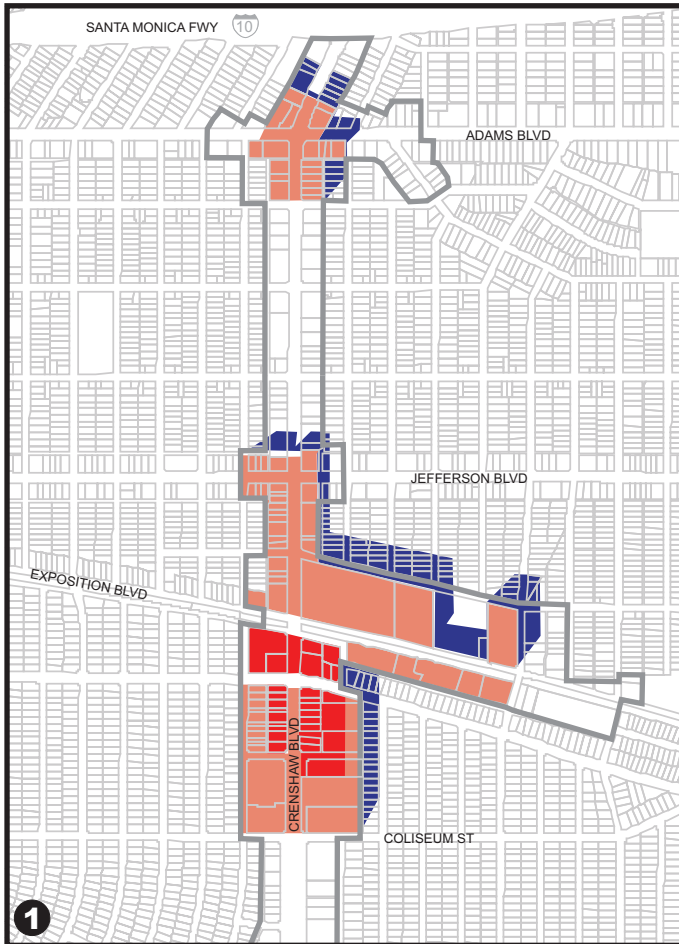 SANTA MONICA FWY 10
ADAMS BLVD
JEFFERSON BLVD
EXPOSITION BLVD
CRENSHAW BLVD
COLISEUM ST
1